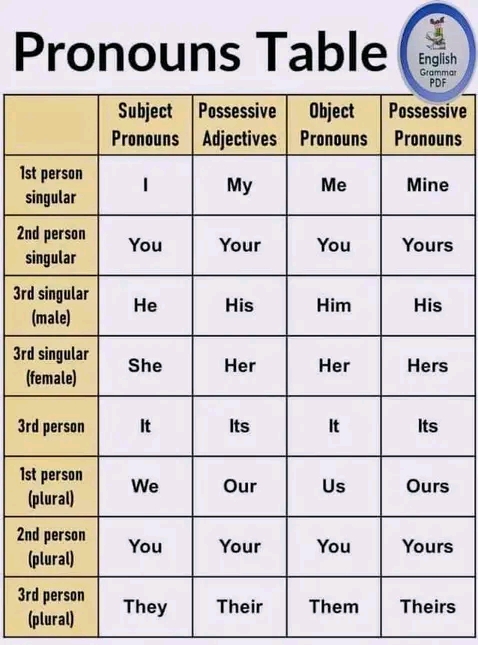 Pronouns Table
English
Grammar
PDF
Subject Pronouns Possessive Adjectives Object Pronouns Possessive Pronouns
1st person singular I My Me Mine
2nd person singular You Your You Yours
3rd singular (male) He His Him His
3rd singular (female) She Her Her Hers
3rd person It Its It Its
1st person (plural) We Our Us Ours
2nd person (plural) You Your You Yours
3rd person (plural) They Their Them Theirs